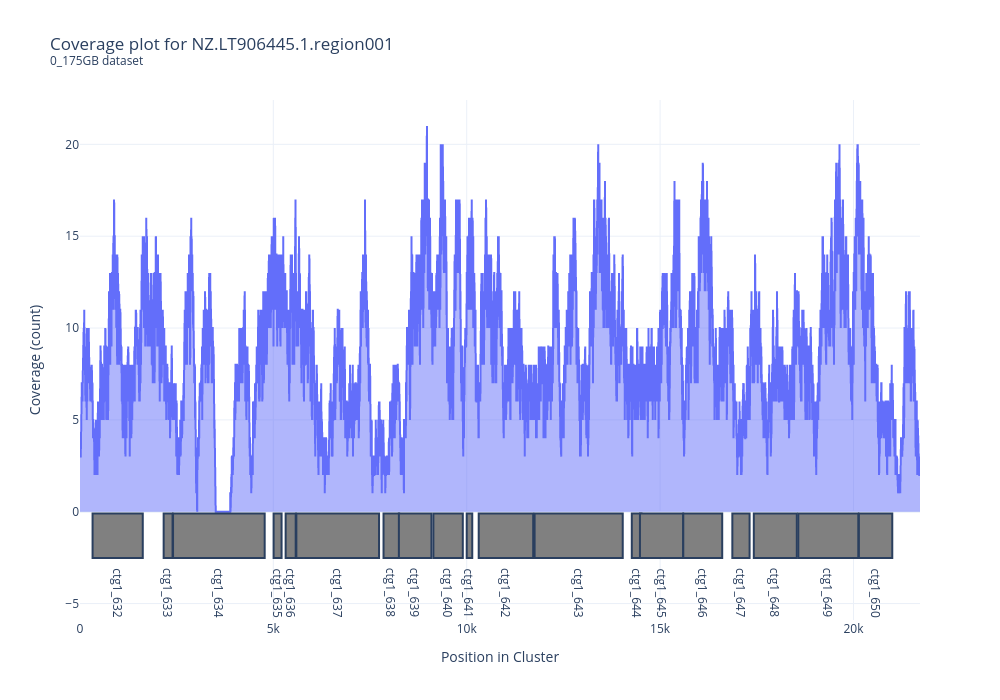 Coverage plot for NZ.LT906445.1.region001
0_175GB dataset
Coverage (count)
20
15
10
5
0
−5
ctg1_632
ctg1_633
ctg1_634
ctg1_635
ctg1_636
ctg1_637
ctg1_638
ctg1_639
ctg1_640
ctg1_641
ctg1_642
ctg1_643
ctg1_644
ctg1_645
ctg1_646
ctg1_647
ctg1_648
ctg1_649
ctg1_650
0
5k
10k
15k
20k
Position in Cluster